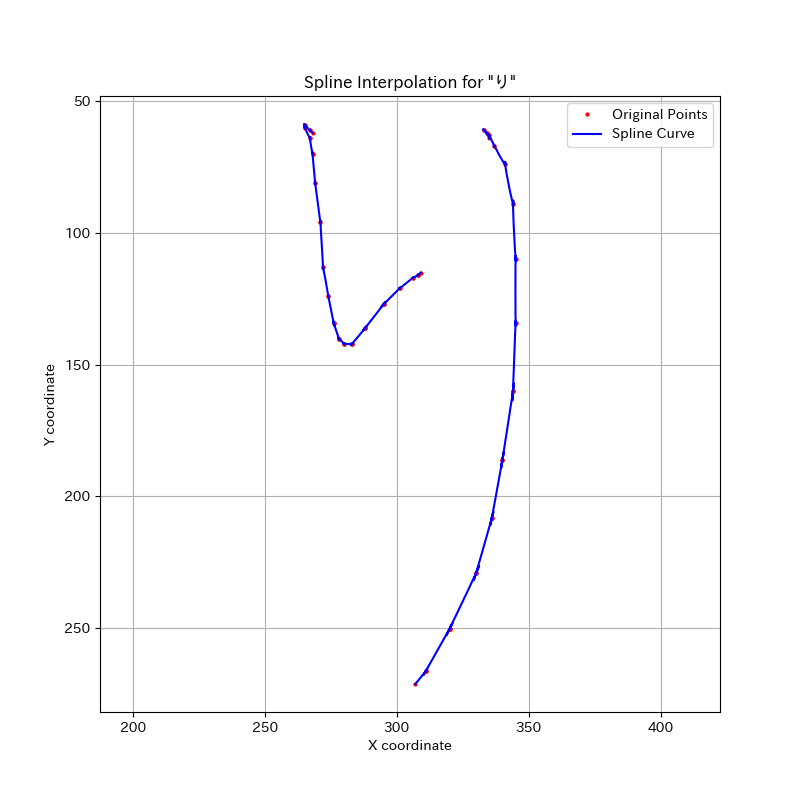 Spline Interpolation for "り"
Original Points
Spline Curve
50
100
150
200
250
Y coordinate
200
250
300
350
400
X coordinate